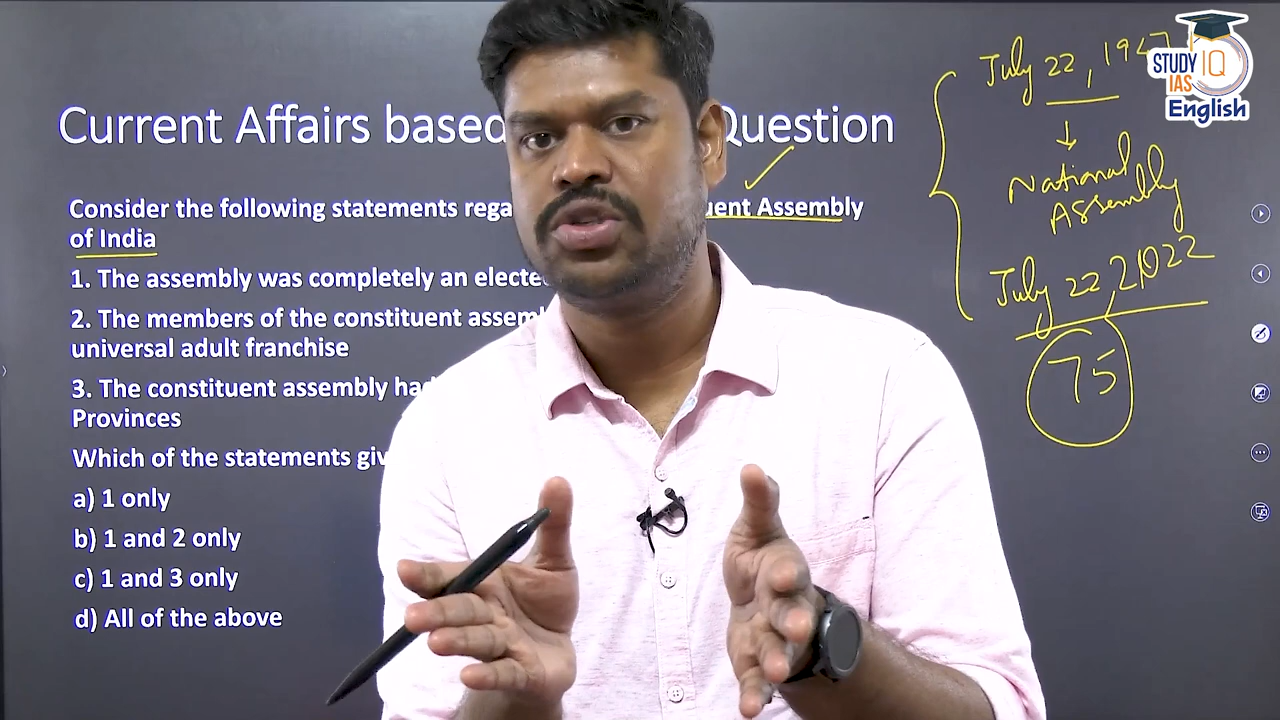 Current Affairs based Question
Consider the following statements rega uent Assembly
of India
1. The assembly was completely an electe
2. The members of the constituent assem
universal adult franchise
3. The constituent assembly had
Provinces
Which of the statements giv
a) 1 only
b) 1 and 2 only
c) 1 and 3 only
d) All of the above
July 22, 1947
↓
National
Assembly
July 22, 2022
75
STUDY IQ
IAS
English